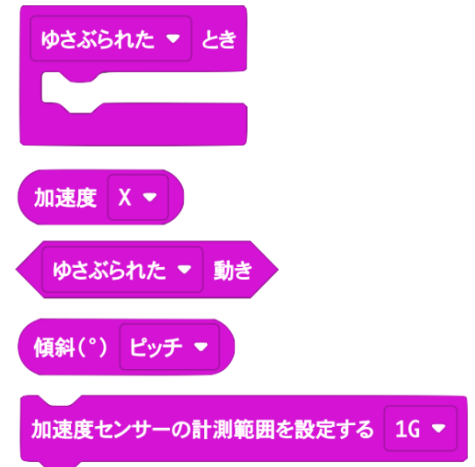 ゆさぶられた とき
加速度 X
ゆさぶられた 動き
傾斜(°) ピッチ
加速度センサーの計測範囲を設定する 1G